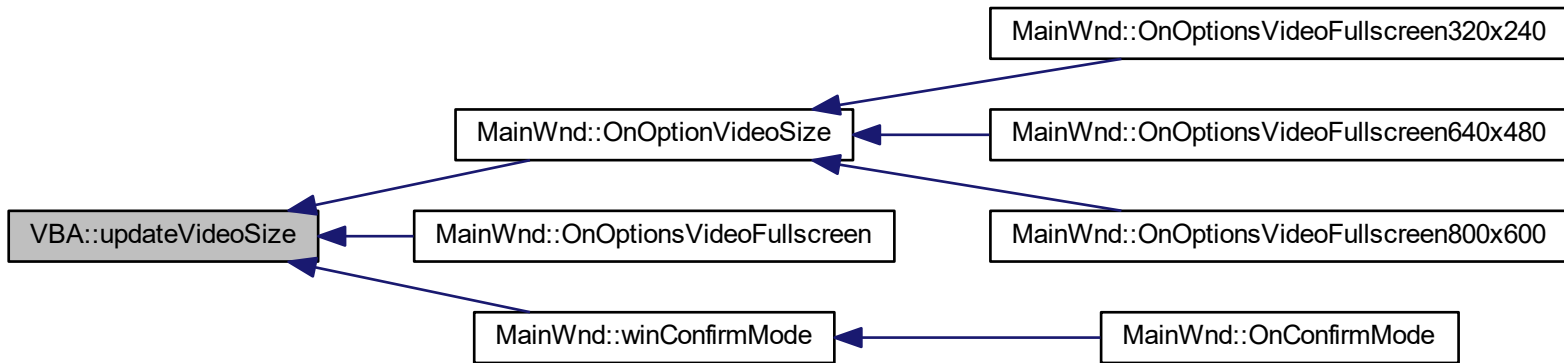 MainWnd::OnOptionsVideoFullscreen320x240
MainWnd::OnOptionVideoSize
MainWnd::OnOptionsVideoFullscreen640x480
VBA::updateVideoSize
MainWnd::OnOptionsVideoFullscreen
MainWnd::OnOptionsVideoFullscreen800x600
MainWnd::winConfirmMode
MainWnd::OnConfirmMode